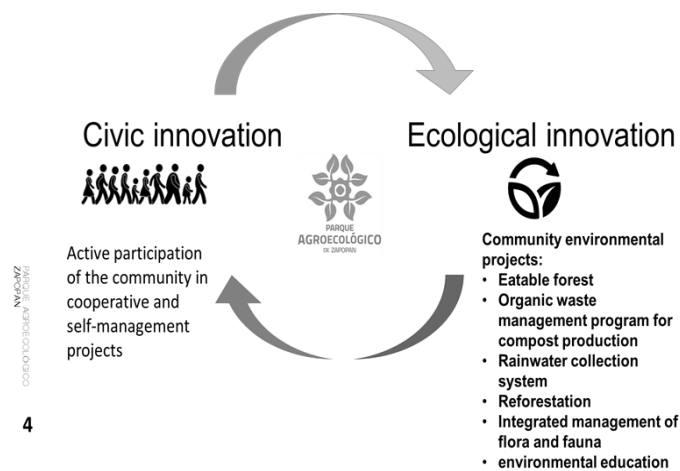 Civic innovation
Active participation
of the community in
cooperative and
self-management
projects
PARQUE
AGROECOLÓGICO
DE ZAPOPAN
Ecological innovation
Community environmental
projects:
• Eatable forest
• Organic waste
management program for
compost production
• Rainwater collection
system
• Reforestation
• Integrated management of
flora and fauna
• environmental education
PARQUE AGROECOLÓGICO
ZAPOPAN
4